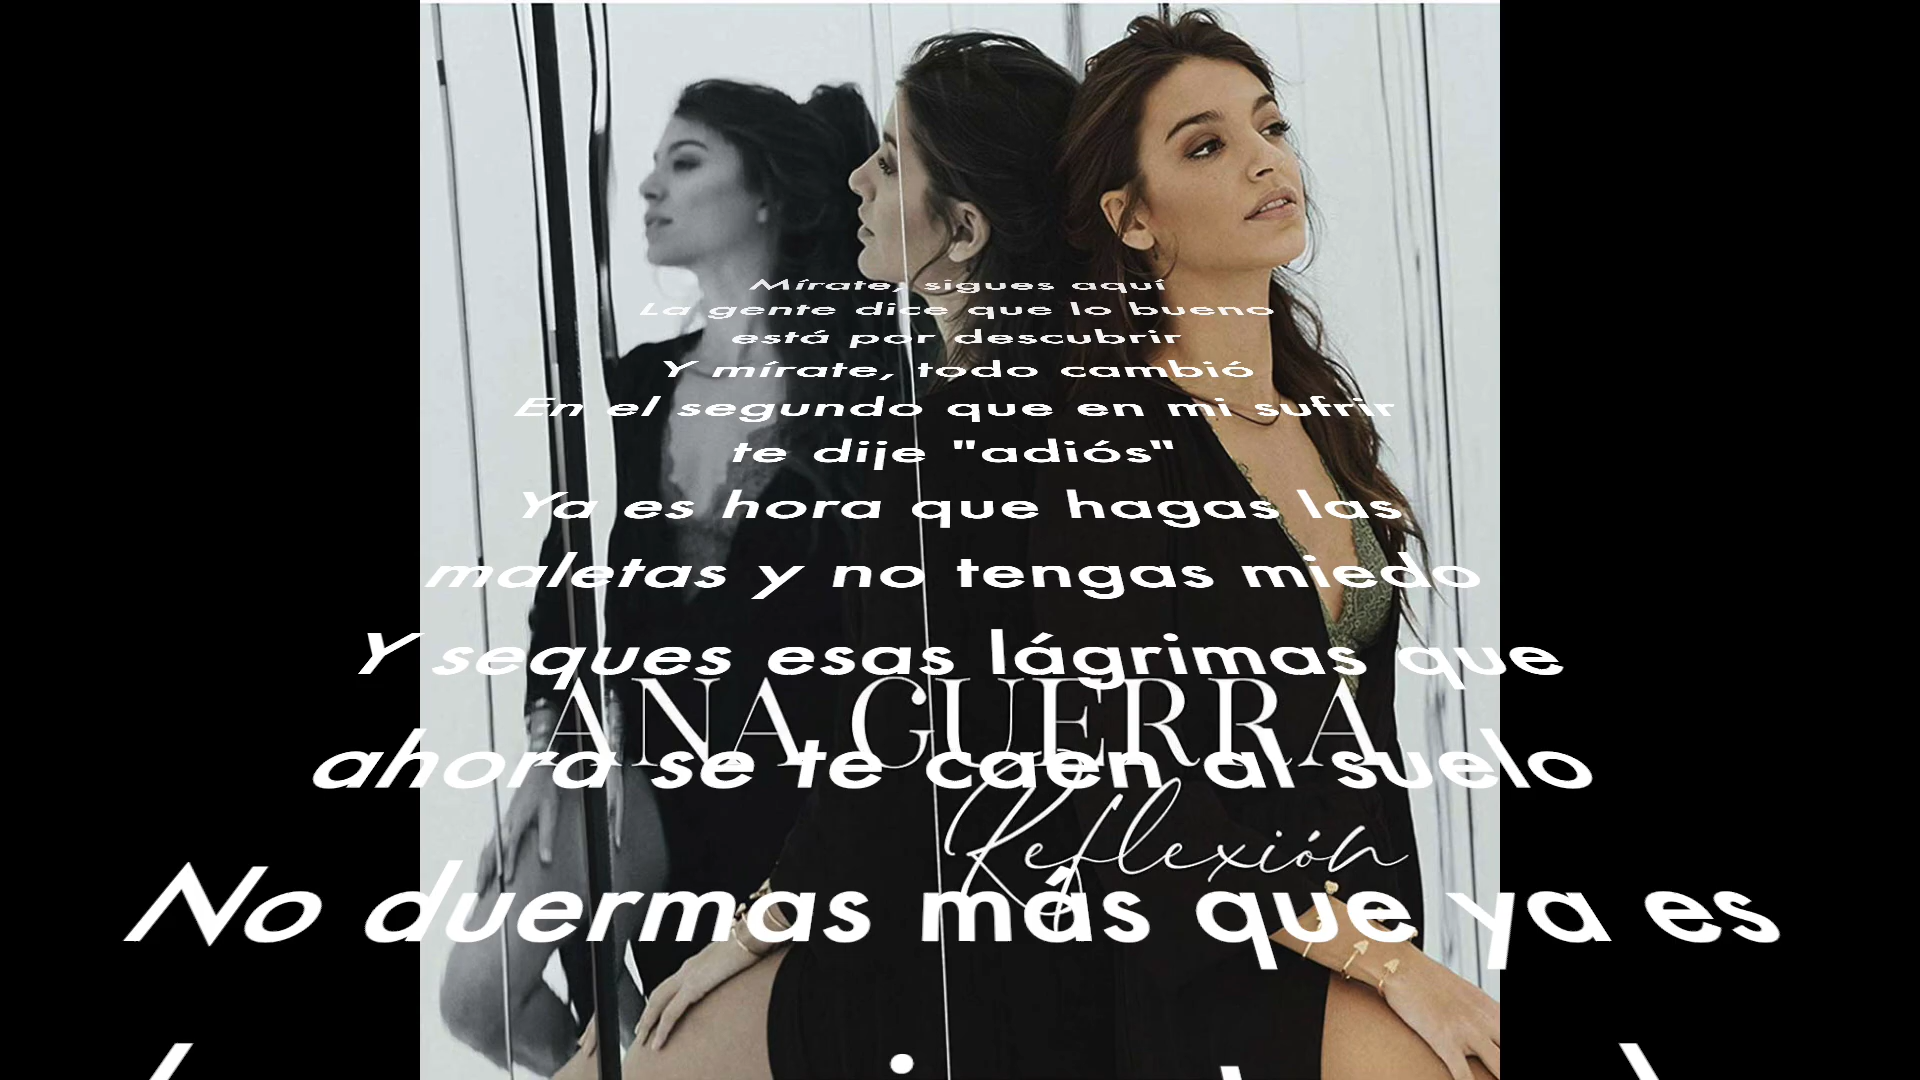 Mírate, sigues aquí
La gente dice que lo bueno
está por descubrir
Y mírate, todo cambió
En el segundo que en mi sufrir
te dije "adiós"
Ya es hora que hagas las
maletas y no tengas miedo
Y seques esas lágrimas que
ahora se te caen al suelo
No duermas más que ya es
ANA GUERRA
Reflexión